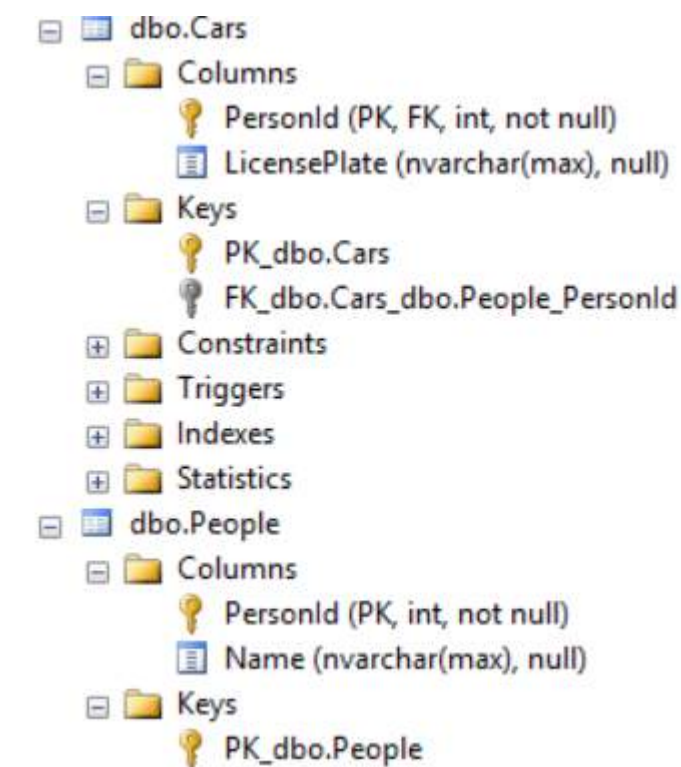 dbo.Cars
Columns
PersonId (PK, FK, int, not null)
LicensePlate (nvarchar(max), null)
Keys
PK_dbo.Cars
FK_dbo.Cars_dbo.People_PersonId
Constraints
Triggers
Indexes
Statistics
dbo.People
Columns
PersonId (PK, int, not null)
Name (nvarchar(max), null)
Keys
PK_dbo.People